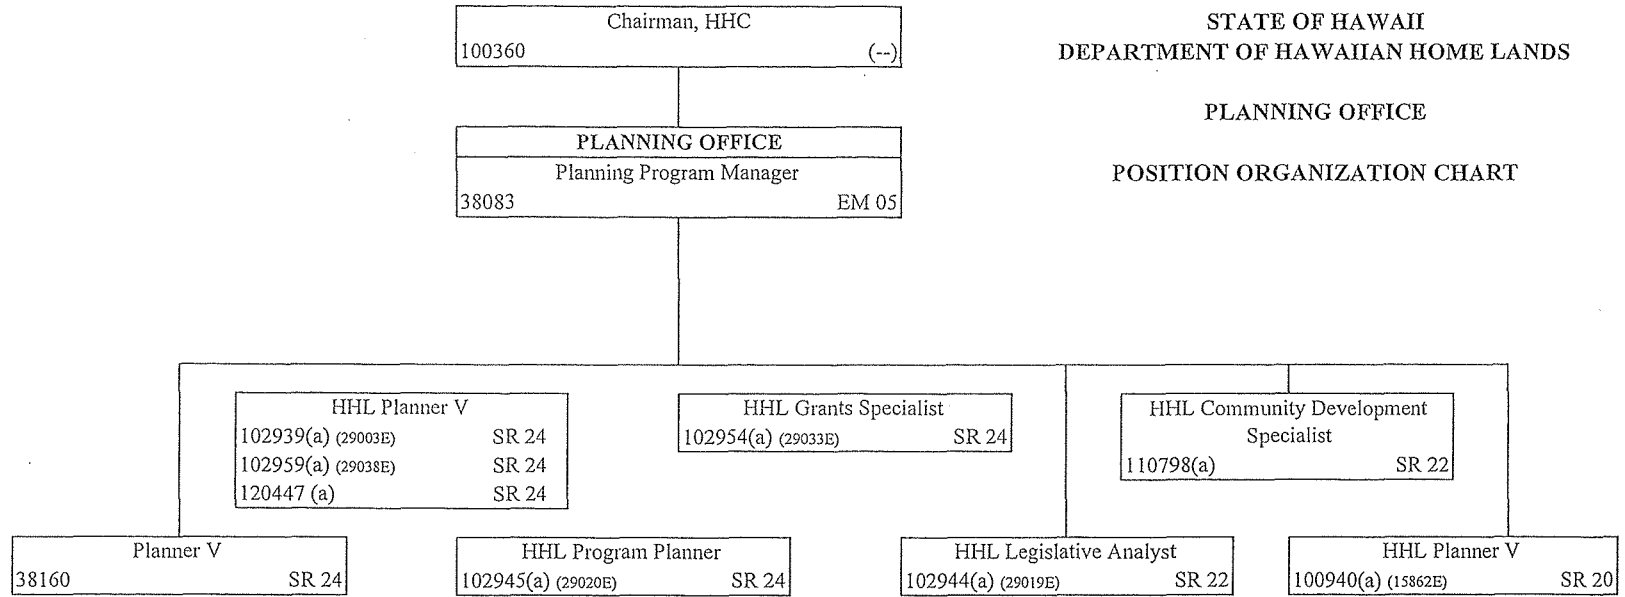 Chairman, HHC
100360 (--)
STATE OF HAWAII
DEPARTMENT OF HAWAIIAN HOME LANDS
PLANNING OFFICE
POSITION ORGANIZATION CHART
PLANNING OFFICE
Planning Program Manager
38083 EM 05
HHL Planner V
102939(a) (29003E) SR 24
102959(a) (29038E) SR 24
120447 (a) SR 24
HHL Grants Specialist
102954(a) (29033E) SR 24
HHL Community Development
Specialist
110798(a) SR 22
Planner V
38160 SR 24
HHL Program Planner
102945(a) (29020E) SR 24
HHL Legislative Analyst
102944(a) (29019E) SR 22
HHL Planner V
100940(a) (15862E) SR 20